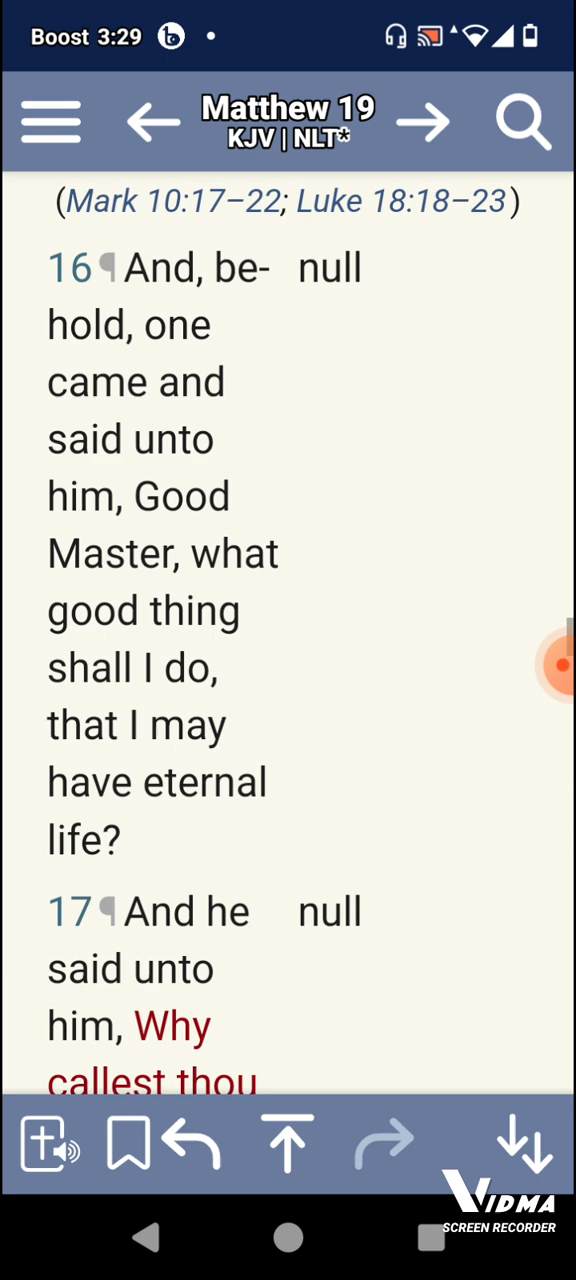 Boost 3:29
Matthew 19
KJV | NLT*
(Mark 10:17–22; Luke 18:18–23)
16 ¶ And, be- null
hold, one
came and
said unto
him, Good
Master, what
good thing
shall I do,
that I may
have eternal
life?
17 ¶ And he null
said unto
him, Why
callest thou
VIDMA
SCREEN RECORDER